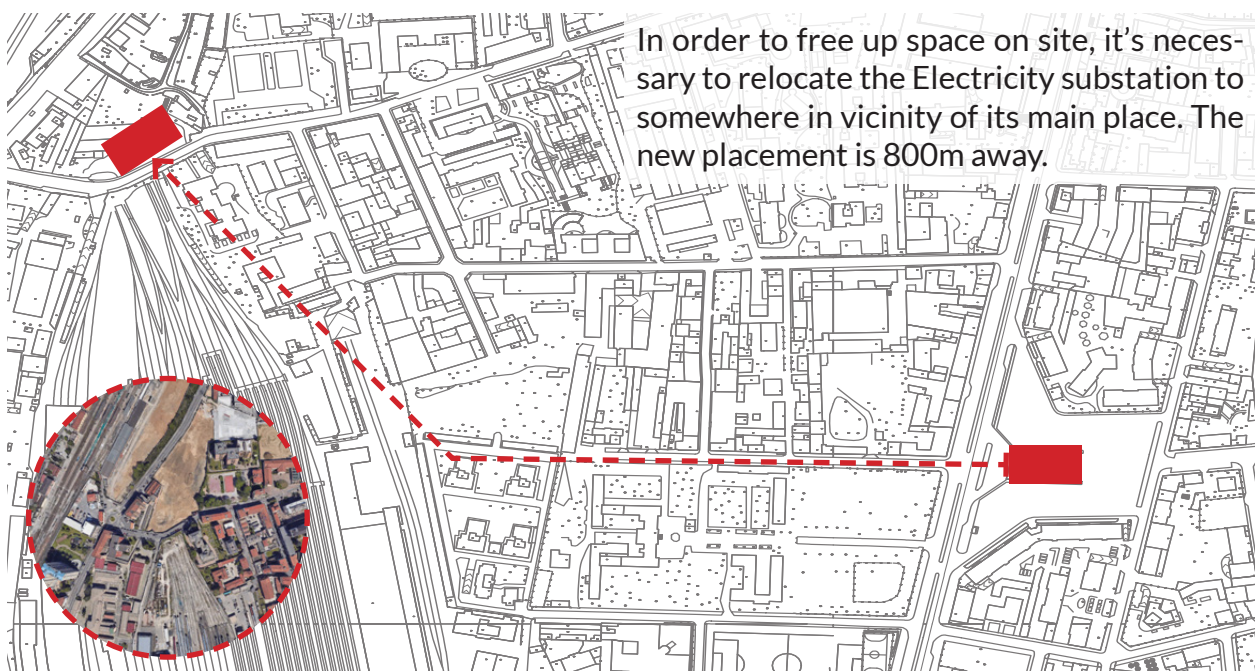 In order to free up space on site, it’s neces-
sary to relocate the Electricity substation to
somewhere in vicinity of its main place. The
new placement is 800m away.